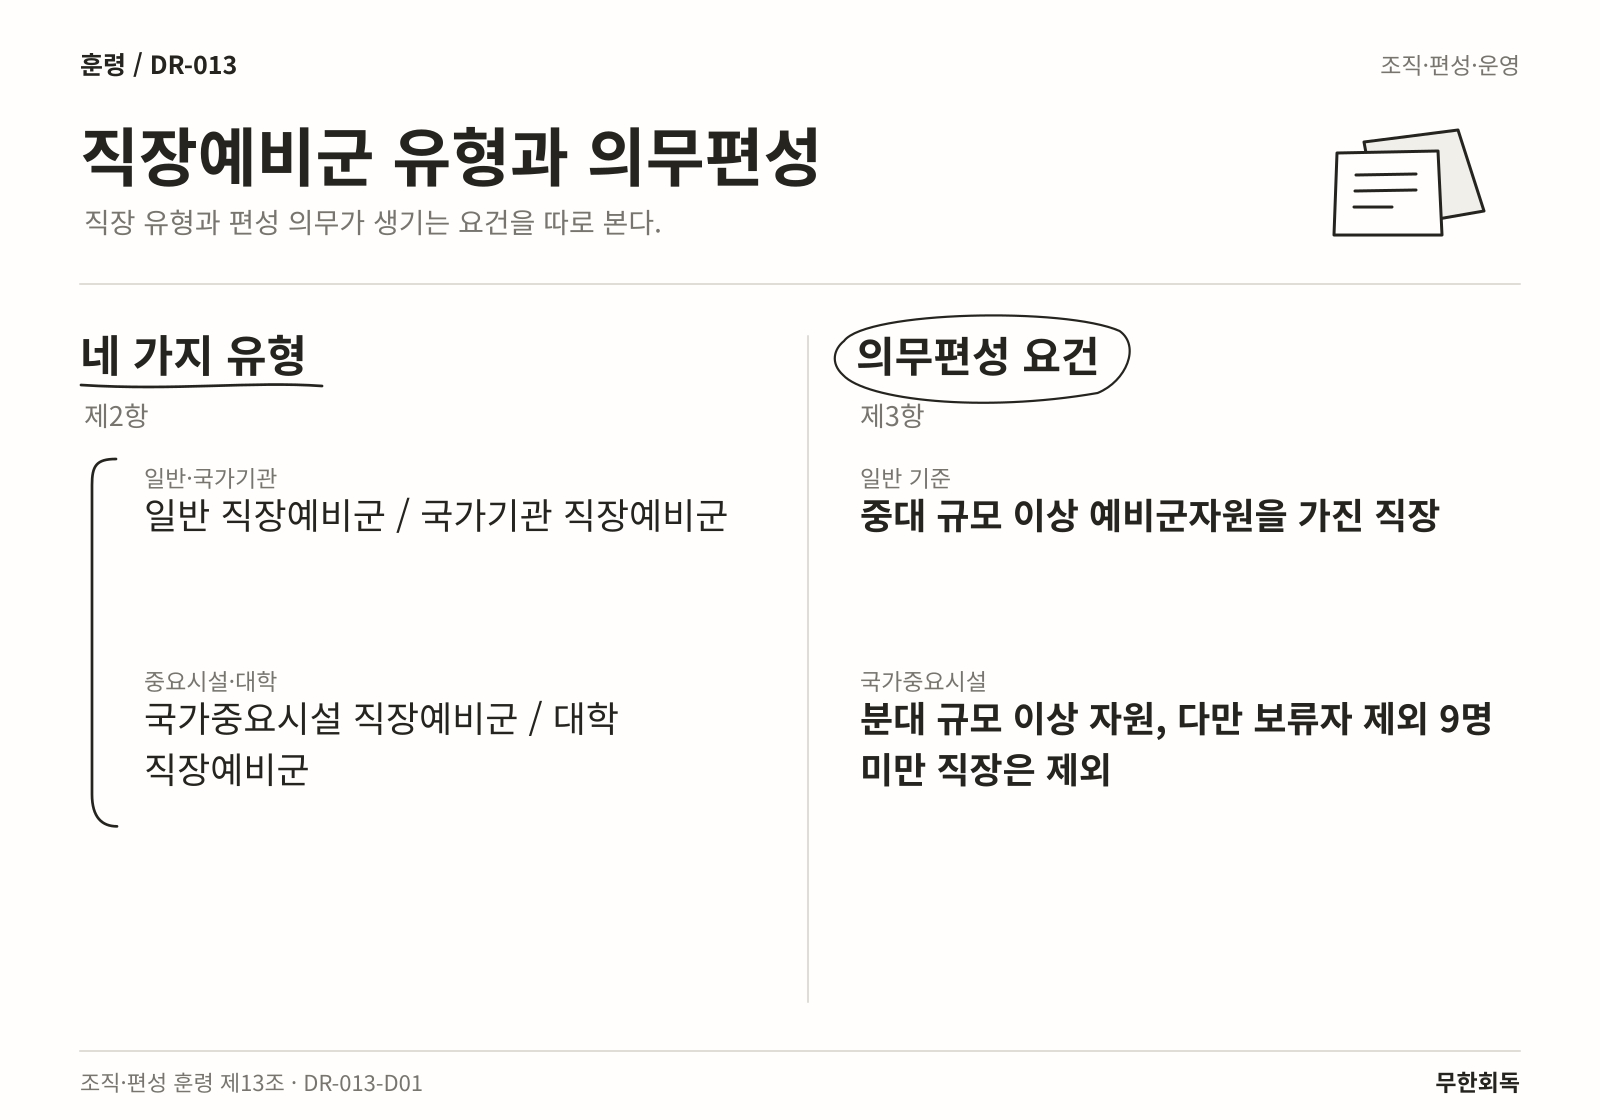 훈령 / DR-013
조직·편성·운영
직장예비군 유형과 의무편성
직장 유형과 편성 의무가 생기는 요건을 따로 본다.
네 가지 유형
제2항
일반·국가기관
일반 직장예비군 / 국가기관 직장예비군
중요시설·대학
국가중요시설 직장예비군 / 대학
직장예비군
의무편성 요건
제3항
일반 기준
중대 규모 이상 예비군자원을 가진 직장
국가중요시설
분대 규모 이상 자원, 다만 보류자 제외 9명
미만 직장은 제외
조직·편성 훈령 제13조 · DR-013-D01
무한회독